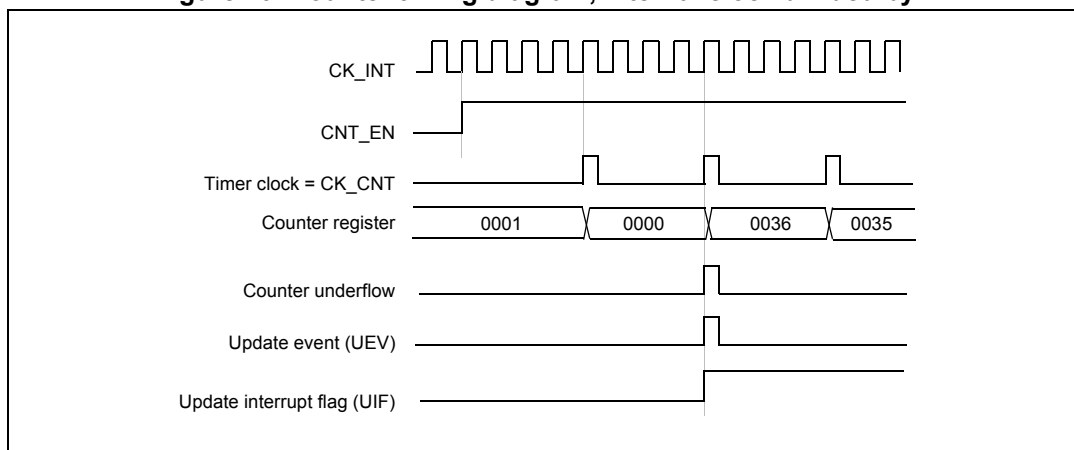 CK_INT
CNT_EN
Timer clock = CK_CNT
Counter register 0001 0000 0036 0035
Counter underflow
Update event (UEV)
Update interrupt flag (UIF)